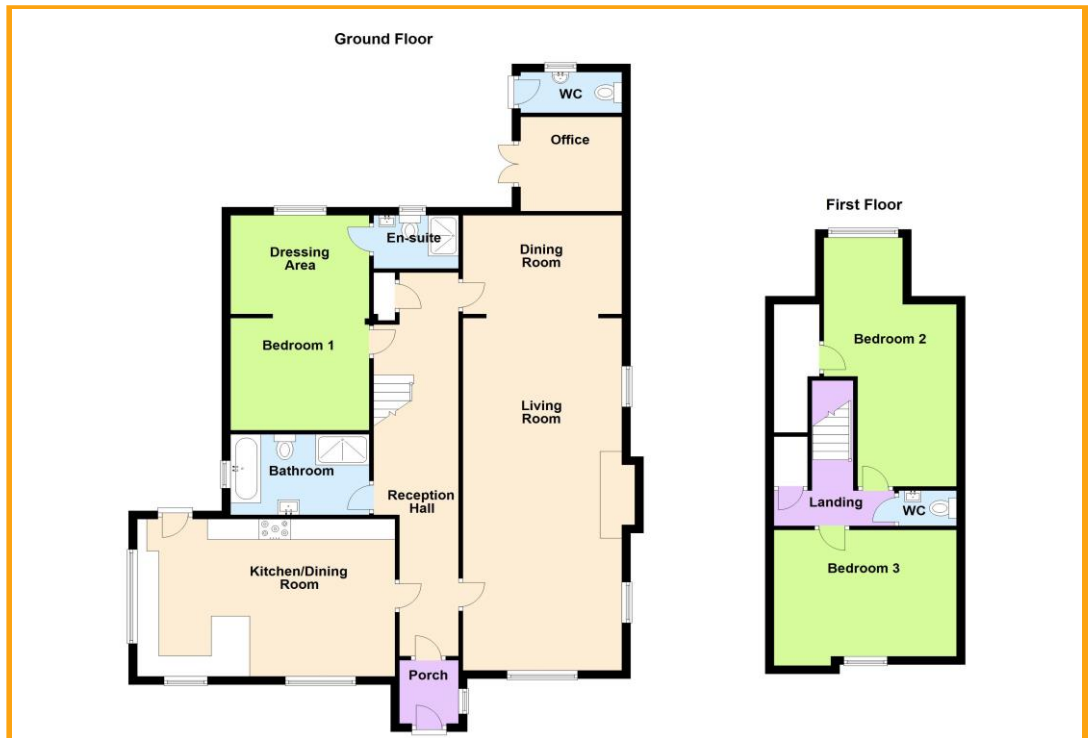 Ground Floor
WC
Office
En-suite
Dressing
Area
Dining
Room
Bedroom 1
Living
Room
Bathroom
Reception
Hall
Kitchen/Dining
Room
Porch
First Floor
Bedroom 2
Landing
WC
Bedroom 3